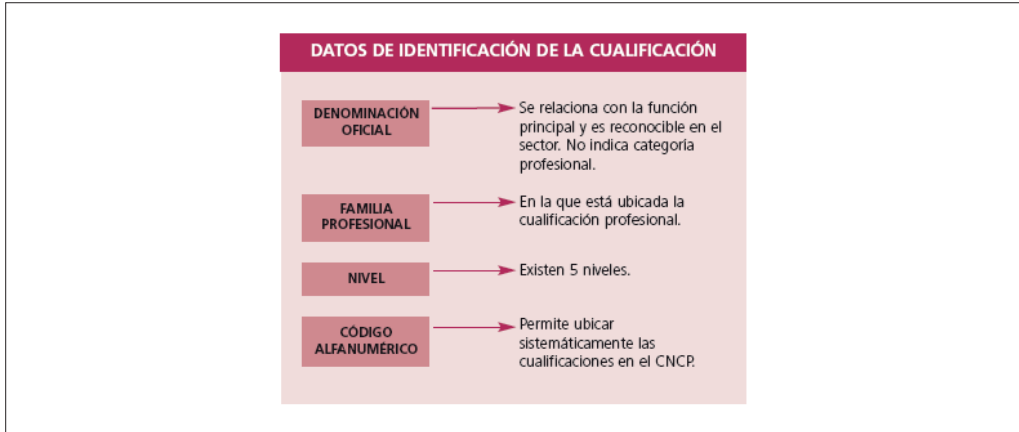 DATOS DE IDENTIFICACIÓN DE LA CUALIFICACIÓN
DENOMINACIÓN
OFICIAL
Se relaciona con la función
principal y es reconocible en el
sector. No indica categoría
profesional.
FAMILIA
PROFESIONAL
En la que está ubicada la
cualificación profesional.
NIVEL
Existen 5 niveles.
CÓDIGO
ALFANUMÉRICO
Permite ubicar
sistemáticamente las
cualificaciones en el CNCP.